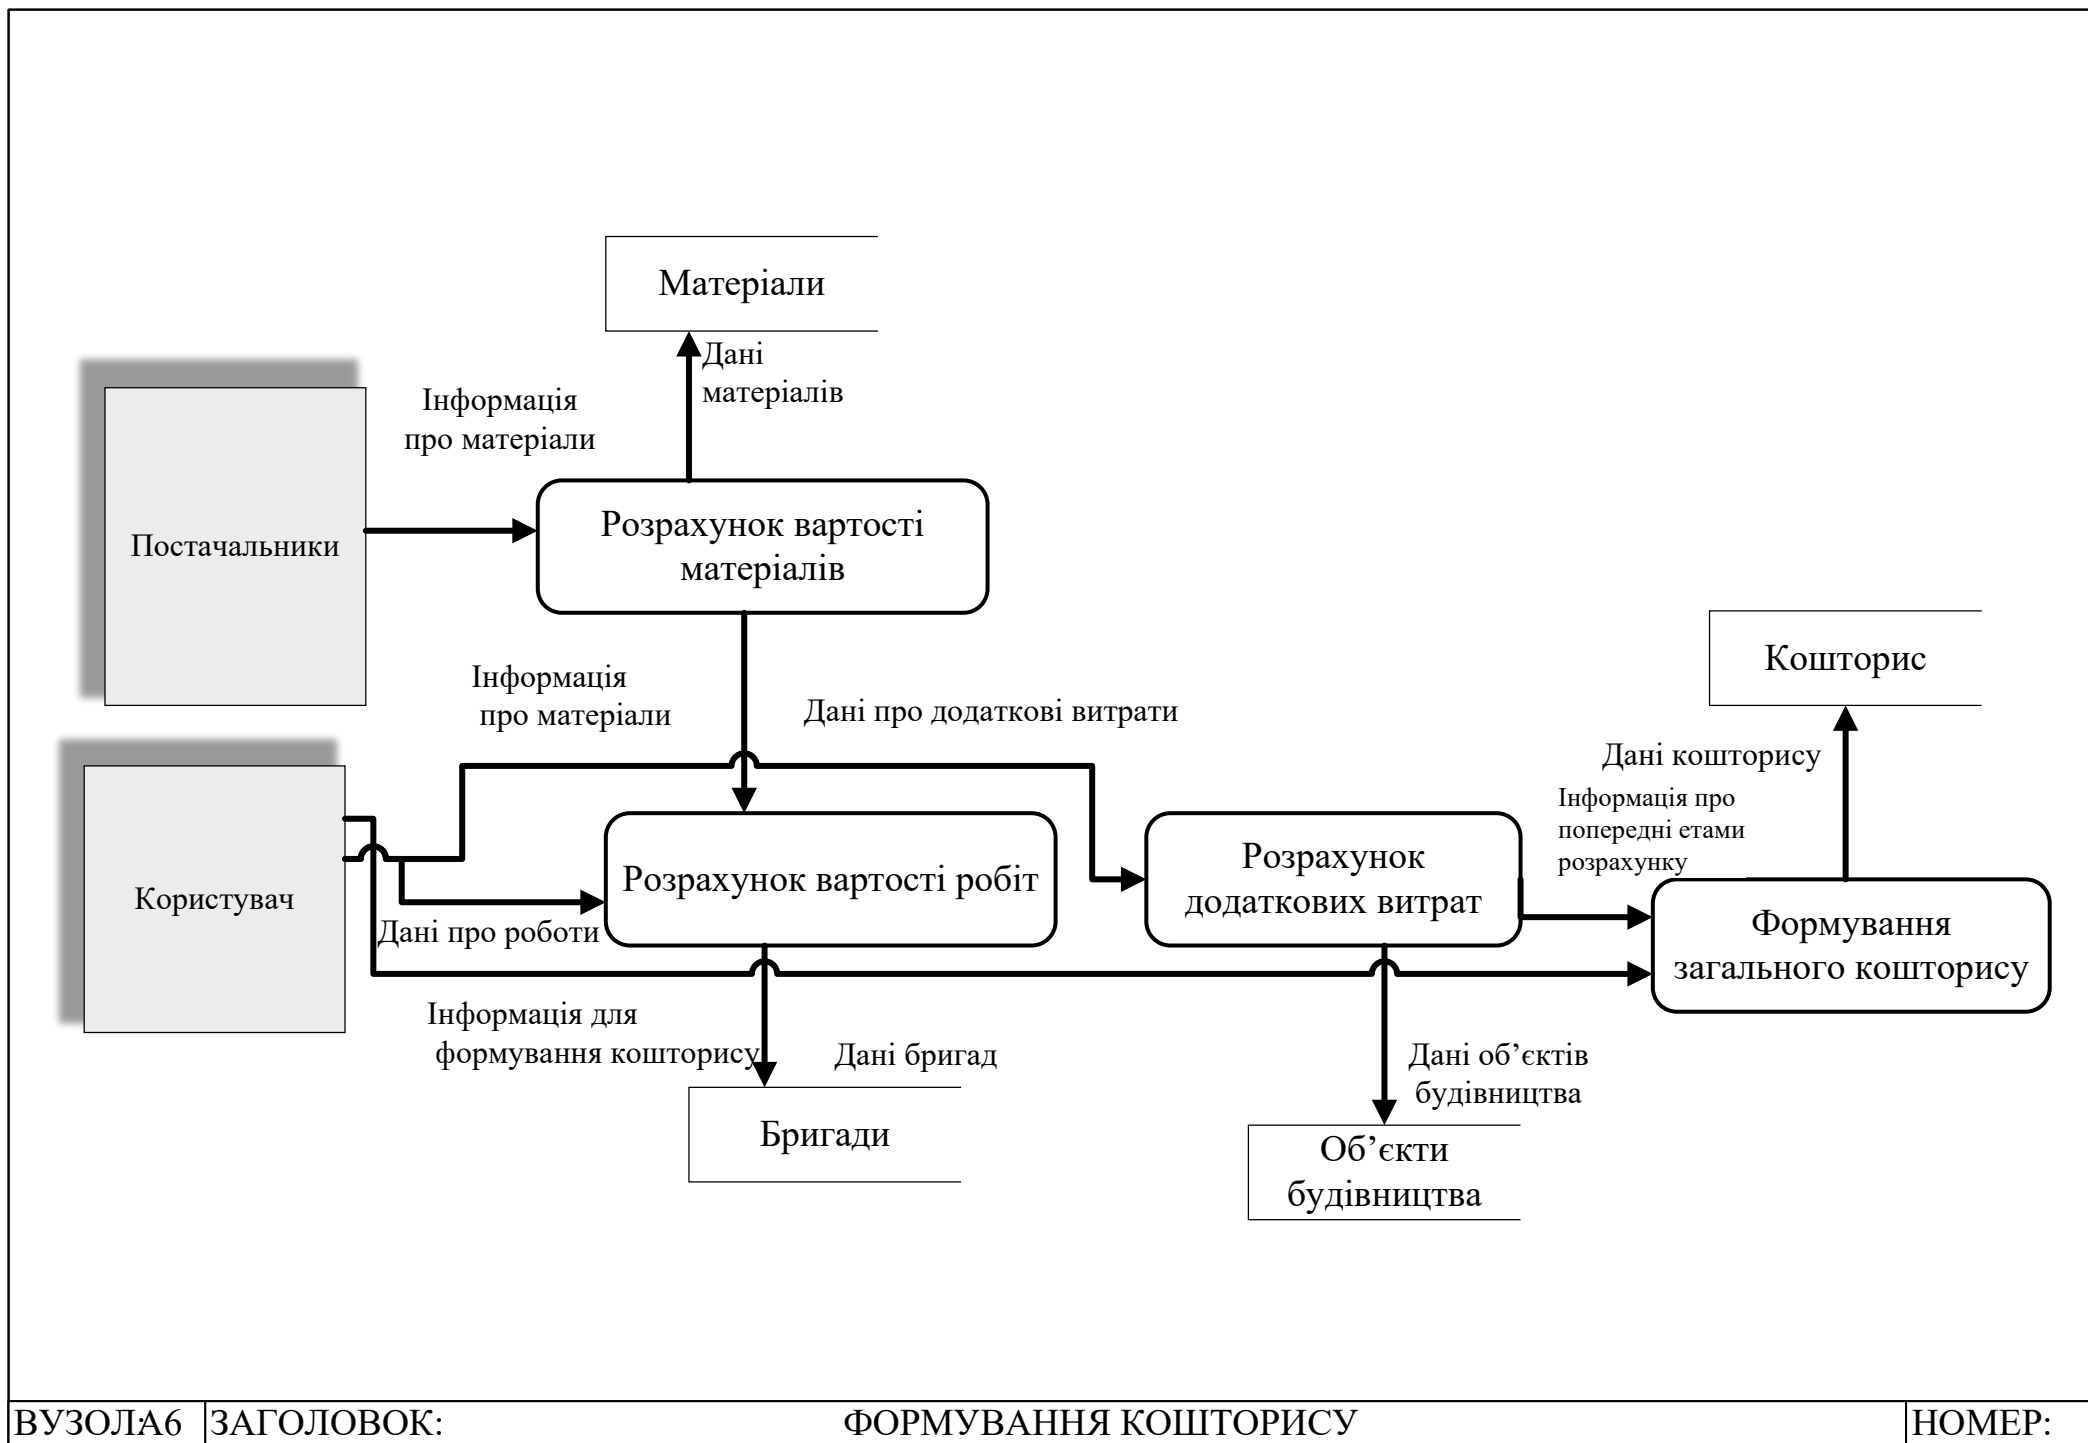 Матеріали
Дані
матеріалів
Інформація
про матеріали
Постачальники
Розрахунок вартості
матеріалів
Інформація
про матеріали
Дані про додаткові витрати
Кошторис
Дані кошторису
Інформація про
попередні етами
розрахунку
Користувач
Розрахунок вартості робіт
Розрахунок
додаткових витрат
Дані про роботи
Формування
загального кошторису
Інформація для
формування кошторису
Дані бригад
Дані об’єктів
будівництва
Бригади
Об’єкти
будівництва
ВУЗОЛ:А6 ЗАГОЛОВОК: ФОРМУВАННЯ КОШТОРИСУ НОМЕР: